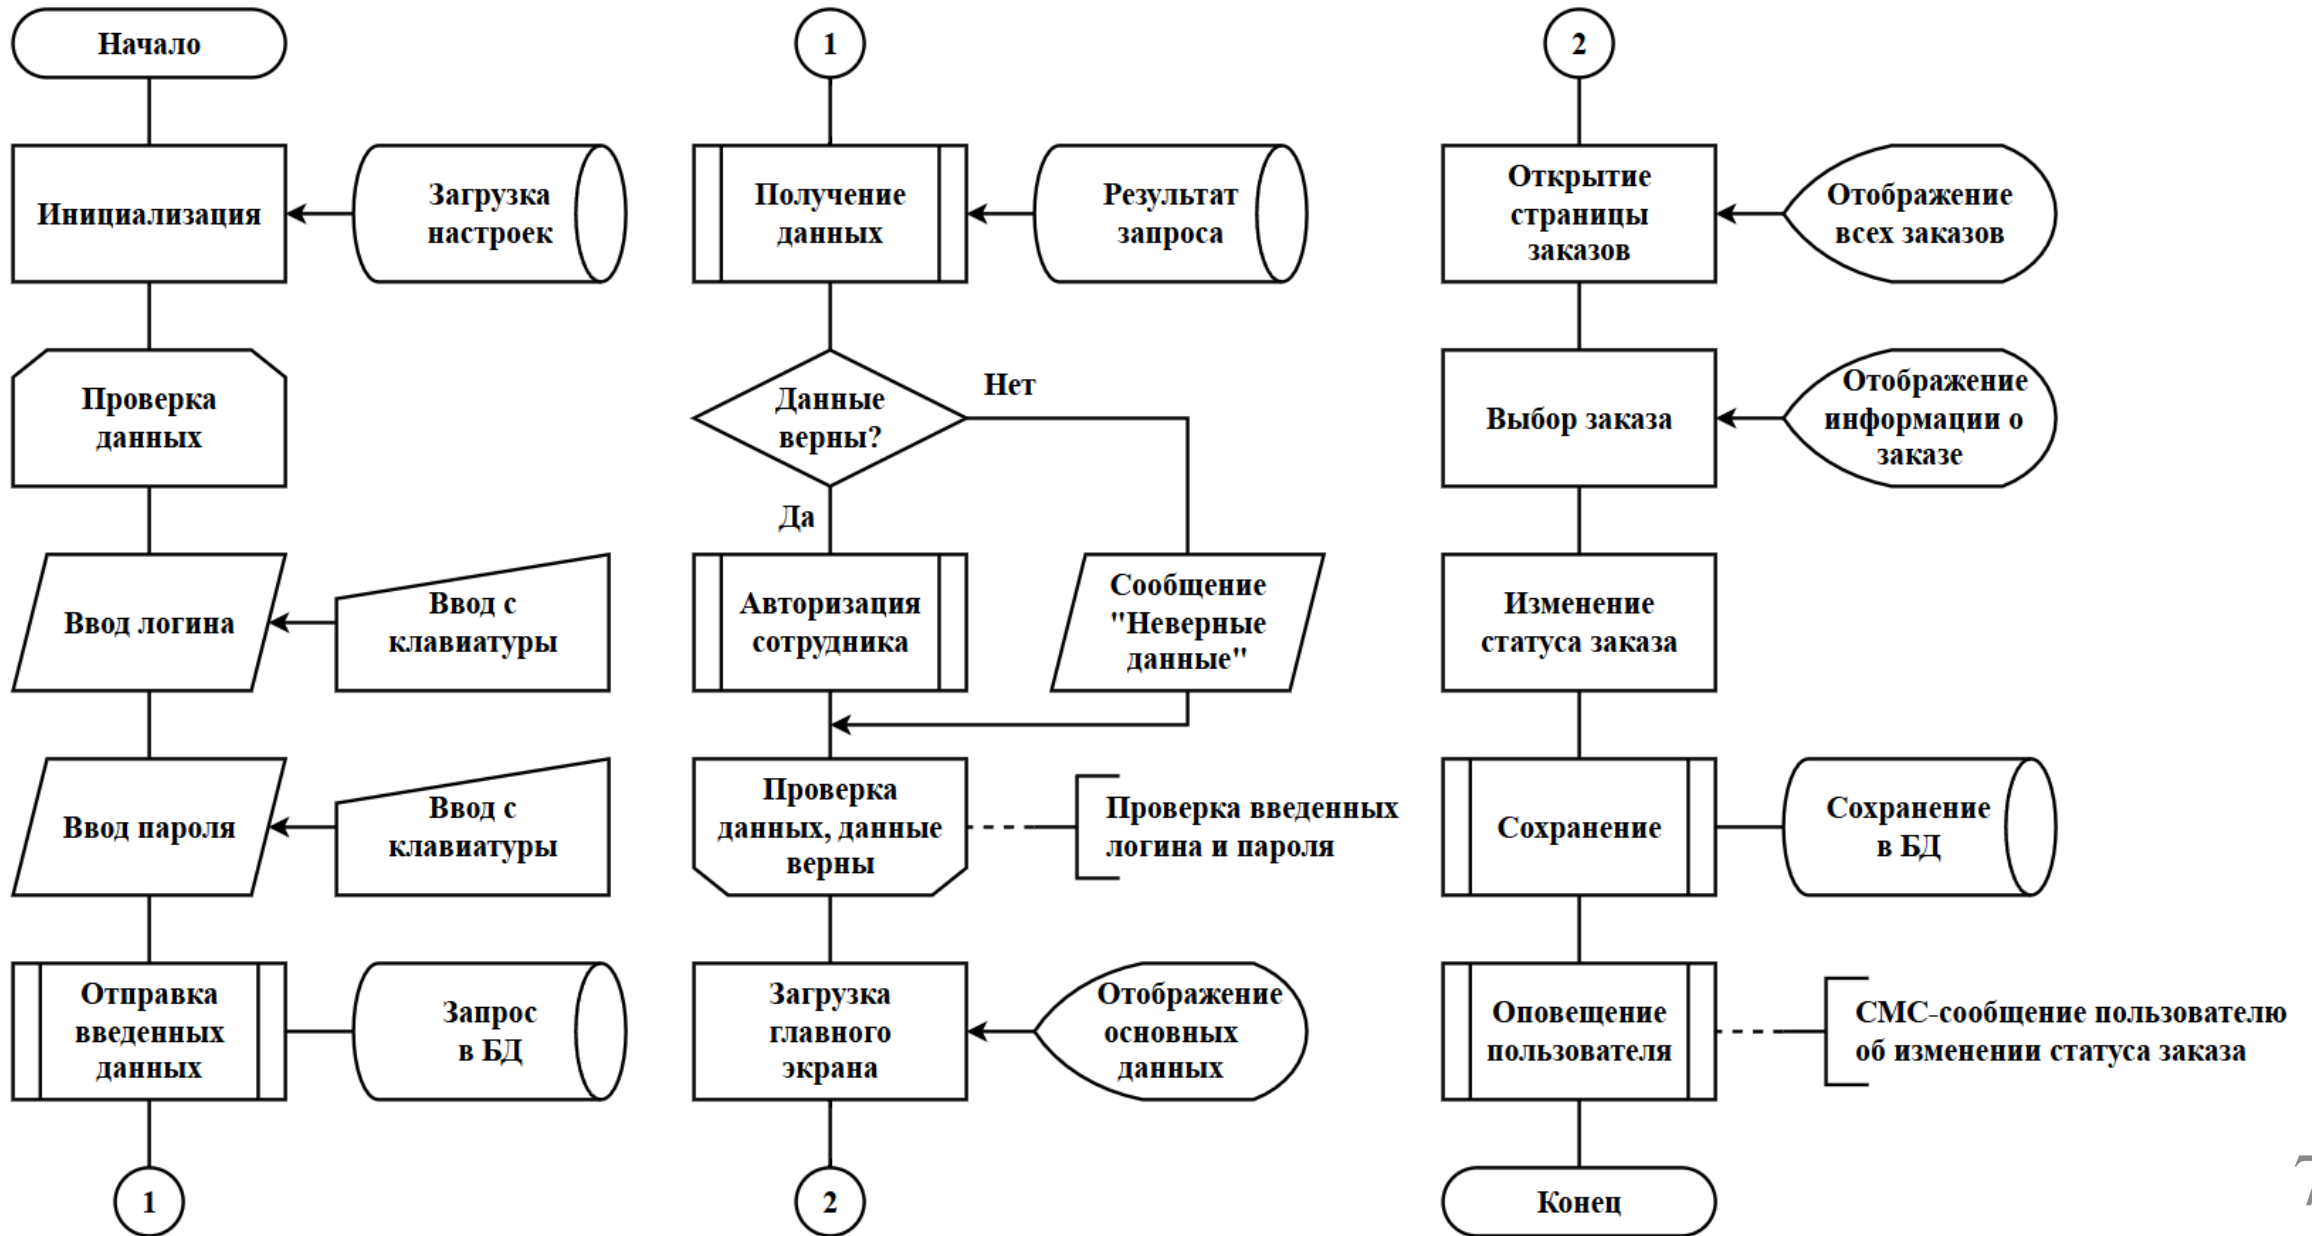 Начало
Инициализация
Загрузка
настроек
Проверка
данных
Ввод логина
Ввод с
клавиатуры
Ввод пароля
Ввод с
клавиатуры
Отправка
введенных
данных
Запрос
в БД
1
1
Получение
данных
Результат
запроса
Данные
верны?
Нет
Да
Авторизация
сотрудника
Сообщение
"Неверные
данные"
Проверка
данных, данные
верны
Проверка введенных
логина и пароля
Загрузка
главного
экрана
Отображение
основных
данных
2
2
Открытие
страницы
заказов
Отображение
всех заказов
Выбор заказа
Отображение
информации о
заказе
Изменение
статуса заказа
Сохранение
Сохранение
в БД
Оповещение
пользователя
СМС-сообщение пользователю
об изменении статуса заказа
Конец
7